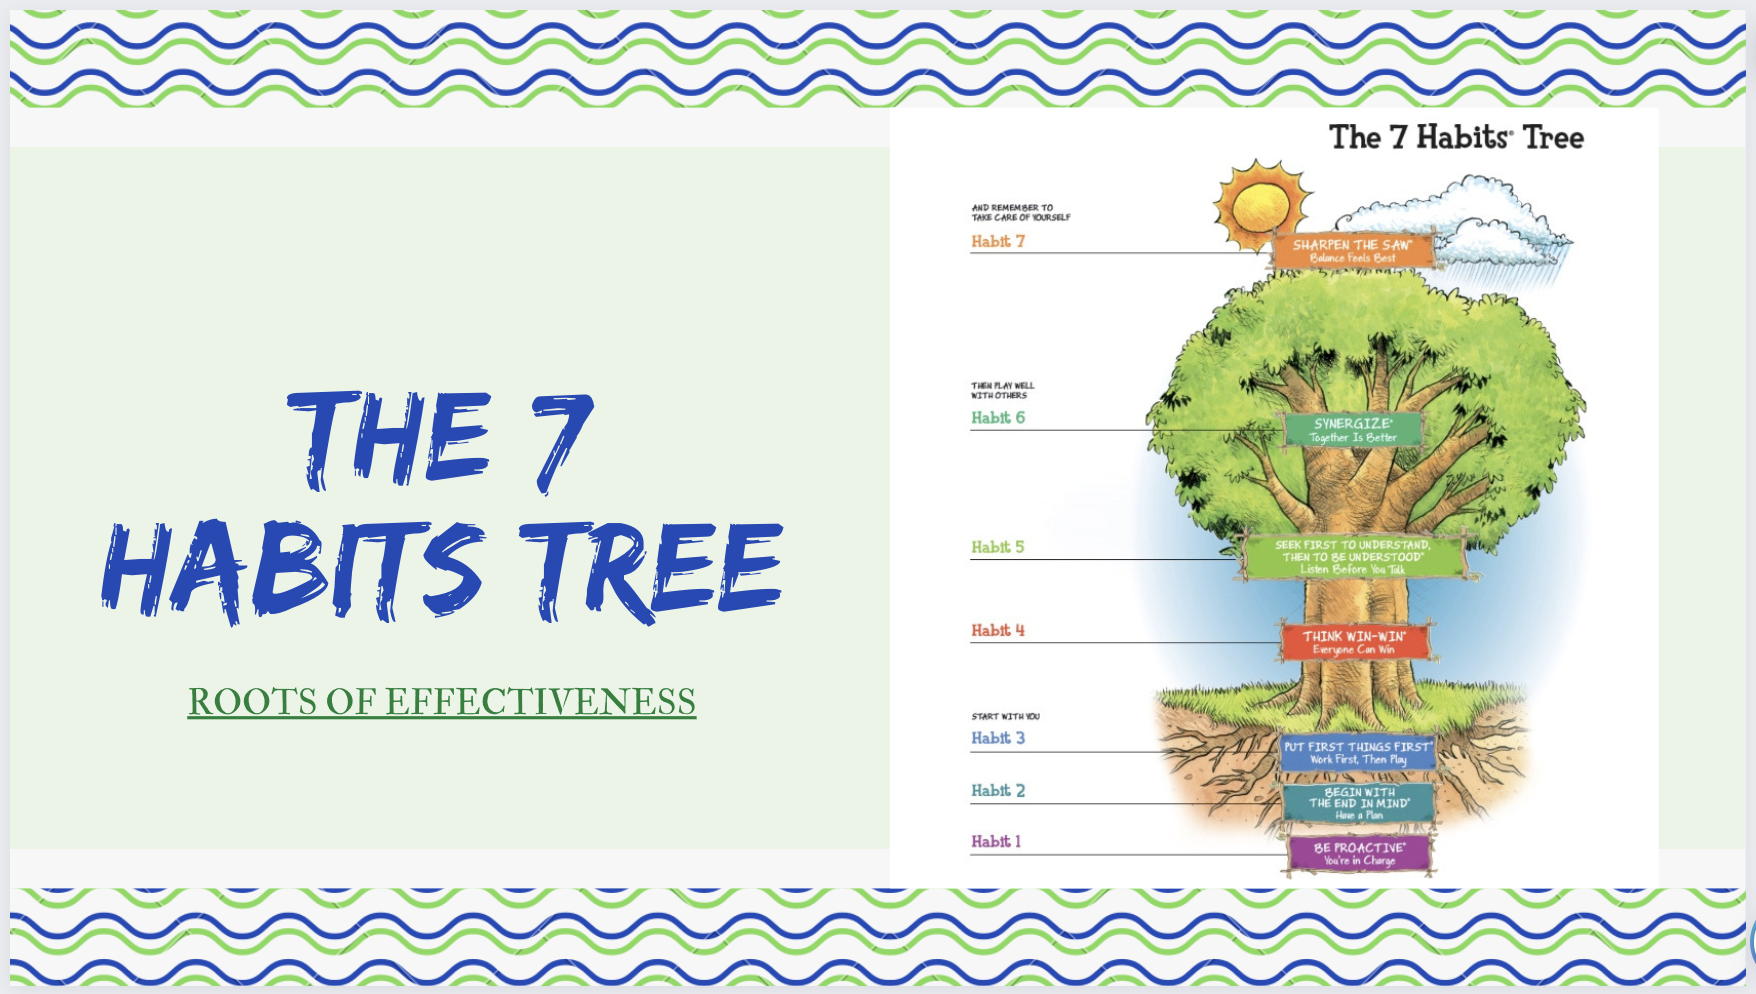 THE 7
HABITS TREE
ROOTS OF EFFECTIVENESS
The 7 Habits® Tree
AND REMEMBER TO
TAKE CARE OF YOURSELF
Habit 7
SHARPEN THE SAW®
Balance Feels Best
THEN PLAY WELL
WITH OTHERS
Habit 6
SYNERGIZE®
Together Is Better
Habit 5
SEEK FIRST TO UNDERSTAND,
THEN TO BE UNDERSTOOD®
Listen Before You Talk
Habit 4
THINK WIN-WIN®
Everyone Can Win
START WITH YOU
Habit 3
PUT FIRST THINGS FIRST®
Work First, Then Play
Habit 2
BEGIN WITH
THE END IN MIND®
Have a Plan
Habit 1
BE PROACTIVE®
You're in Charge